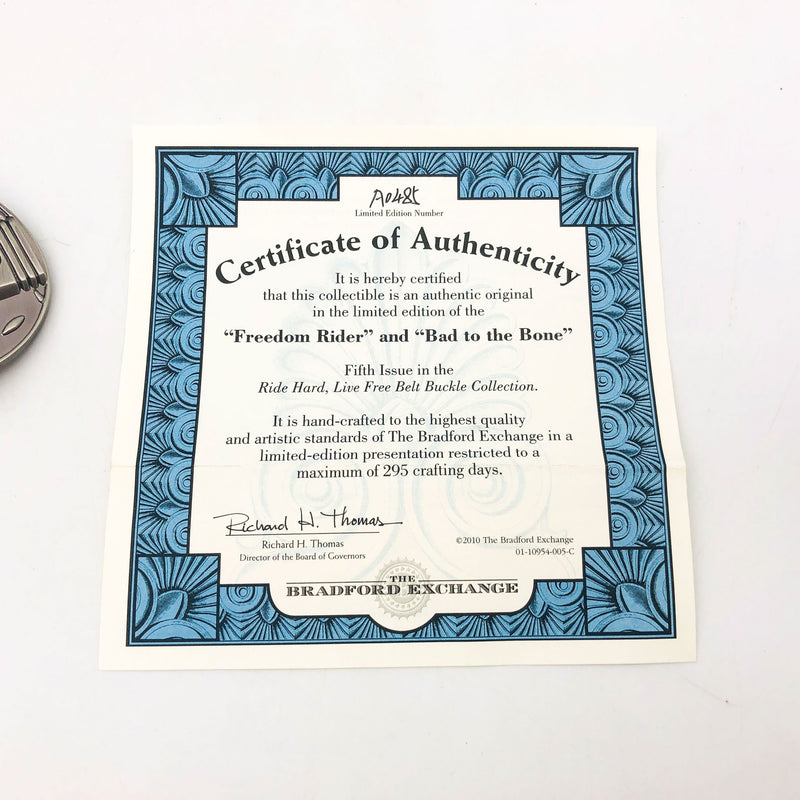 A0485
Limited Edition Number
Certificate of Authenticity
It is hereby certified
that this collectible is an authentic original
in the limited edition of the
“Freedom Rider” and “Bad to the Bone”
Fifth Issue in the
Ride Hard, Live Free Belt Buckle Collection.
It is hand-crafted to the highest quality
and artistic standards of The Bradford Exchange in a
limited-edition presentation restricted to a
maximum of 295 crafting days.
Richard H. Thomas
Richard H. Thomas
Director of the Board of Governors
©2010 The Bradford Exchange
01-10954-005-C
THE
BRADFORD EXCHANGE